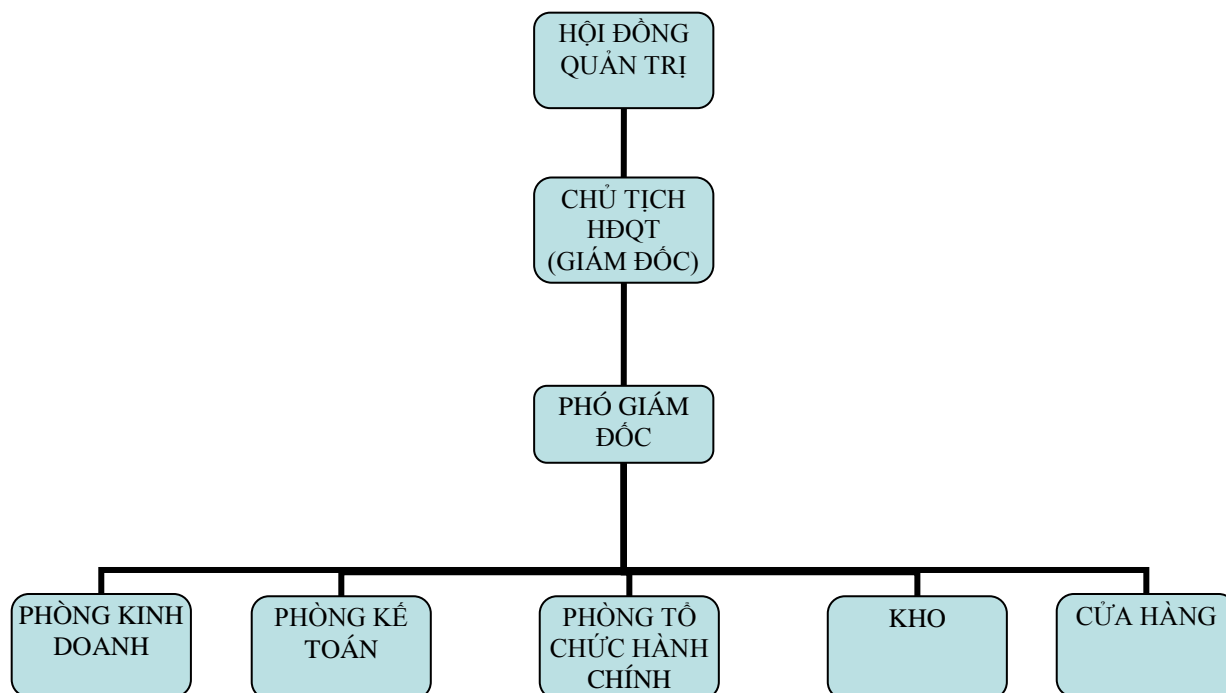 HỘI ĐỒNG
QUẢN TRỊ
CHỦ TỊCH
HĐQT
(GIÁM ĐỐC)
PHÓ GIÁM
ĐỐC
PHÒNG KINH
DOANH
PHÒNG KẾ
TOÁN
PHÒNG TỔ
CHỨC HÀNH
CHÍNH
KHO
CỬA HÀNG